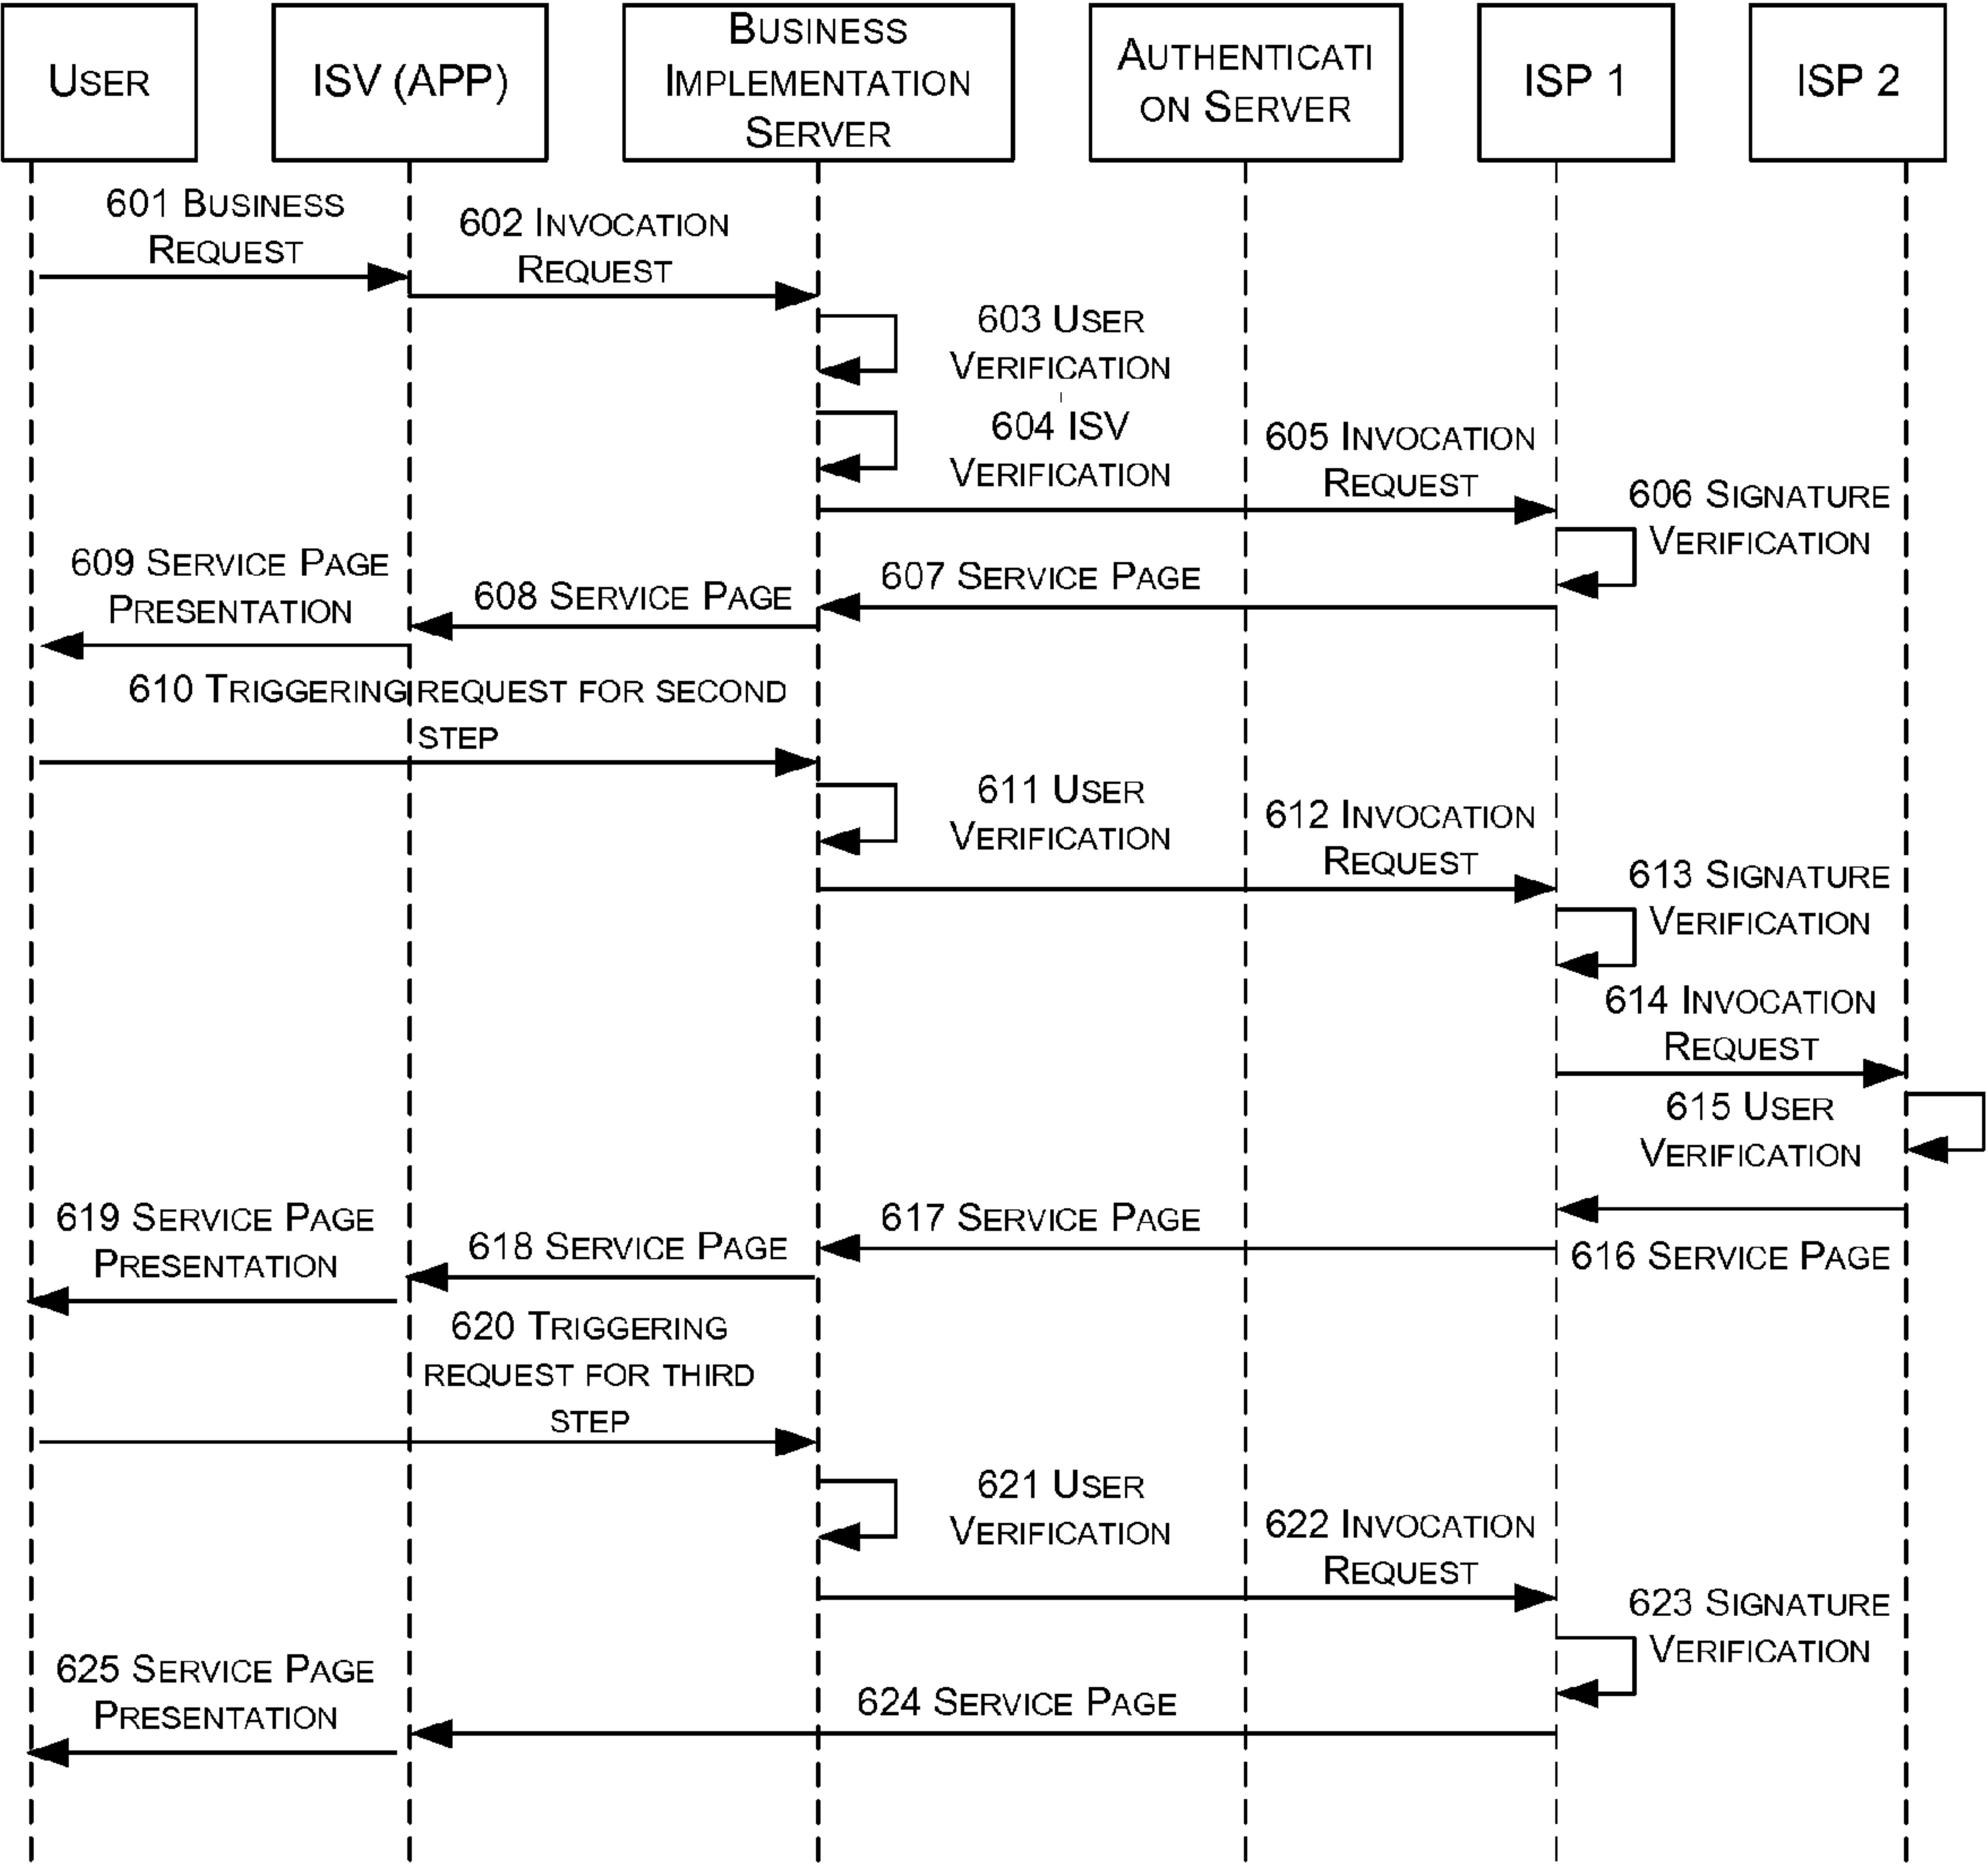 USER
ISV (APP)
BUSINESS
IMPLEMENTATION
SERVER
AUTHENTICATI
ON SERVER
ISP 1
ISP 2
601 BUSINESS
REQUEST
602 INVOCATION
REQUEST
603 USER
VERIFICATION
604 ISV
VERIFICATION
605 INVOCATION
REQUEST
606 SIGNATURE
VERIFICATION
607 SERVICE PAGE
608 SERVICE PAGE
609 SERVICE PAGE
PRESENTATION
610 TRIGGERING REQUEST FOR SECOND
STEP
611 USER
VERIFICATION
612 INVOCATION
REQUEST
613 SIGNATURE
VERIFICATION
614 INVOCATION
REQUEST
615 USER
VERIFICATION
616 SERVICE PAGE
617 SERVICE PAGE
618 SERVICE PAGE
619 SERVICE PAGE
PRESENTATION
620 TRIGGERING
REQUEST FOR THIRD
STEP
621 USER
VERIFICATION
622 INVOCATION
REQUEST
623 SIGNATURE
VERIFICATION
624 SERVICE PAGE
625 SERVICE PAGE
PRESENTATION